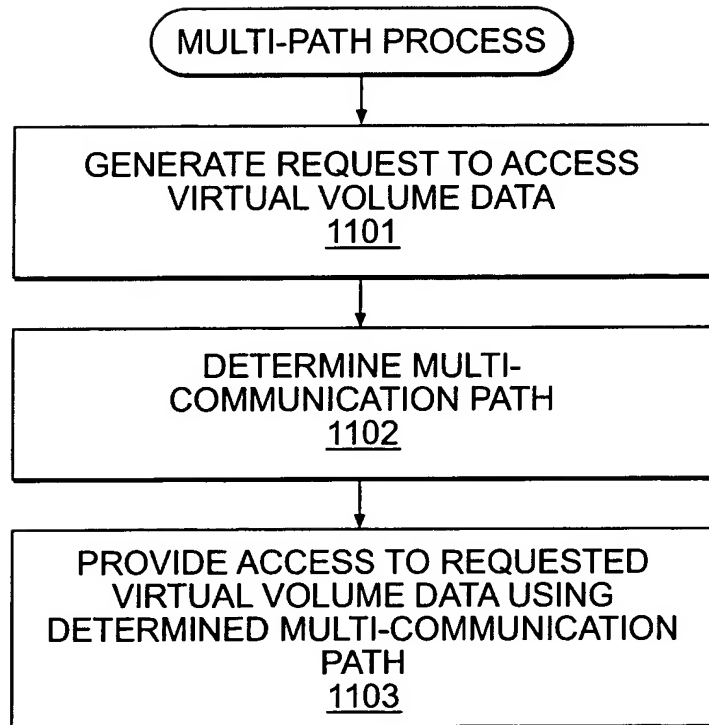 MULTI-PATH PROCESS
GENERATE REQUEST TO ACCESS
VIRTUAL VOLUME DATA
1101
DETERMINE MULTI-
COMMUNICATION PATH
1102
PROVIDE ACCESS TO REQUESTED
VIRTUAL VOLUME DATA USING
DETERMINED MULTI-COMMUNICATION
PATH
1103